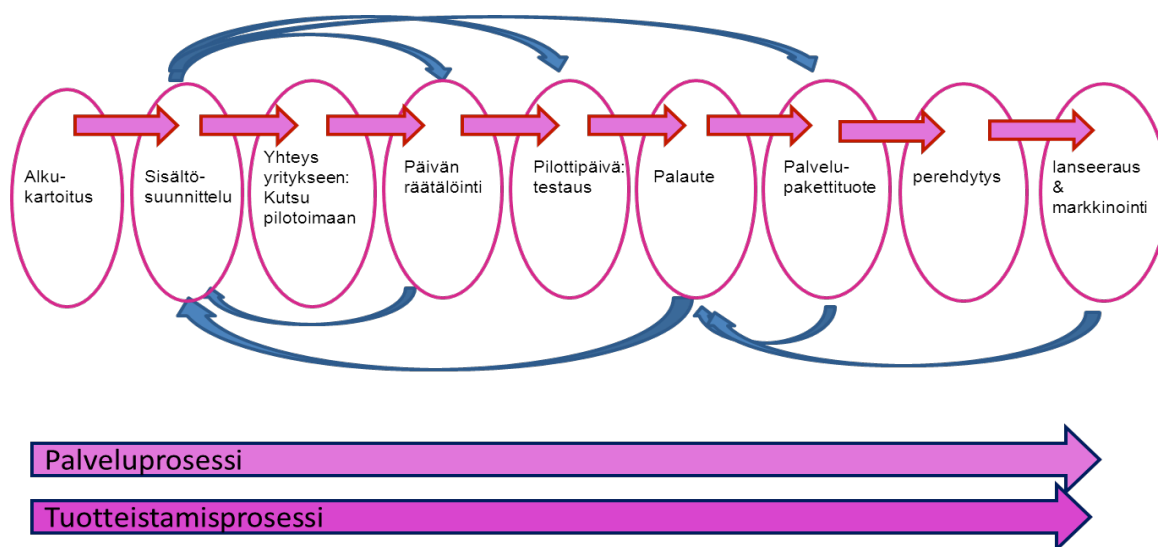 Alku-
kartoitus
Sisältö-
suunnittelu
Yhteys
yritykseen:
Kutsu
pilotoimaan
Päivän
räätälöinti
Pilottipäivä:
testaus
Palaute
Palvelu-
pakettituote
perehdytys
lanseeraus
&
markkinointi
Palveluprosessi
Tuotteistamisprosessi